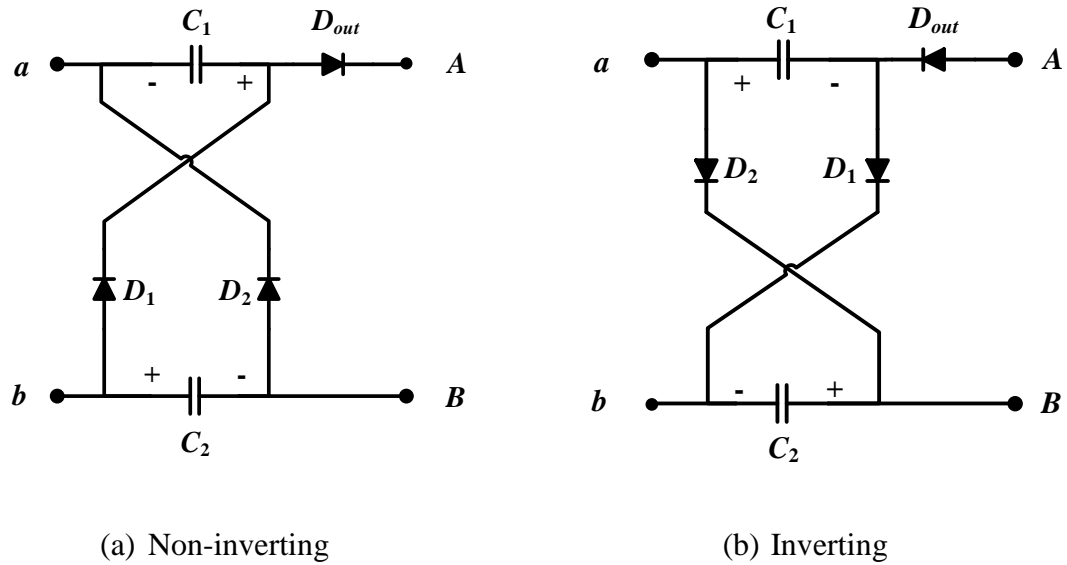 C1 Dout C1 Dout
a A a A
- + + -
D2 D1
D1 D2
+ - - +
b B b B
C2 C2
(a) Non-inverting (b) Inverting